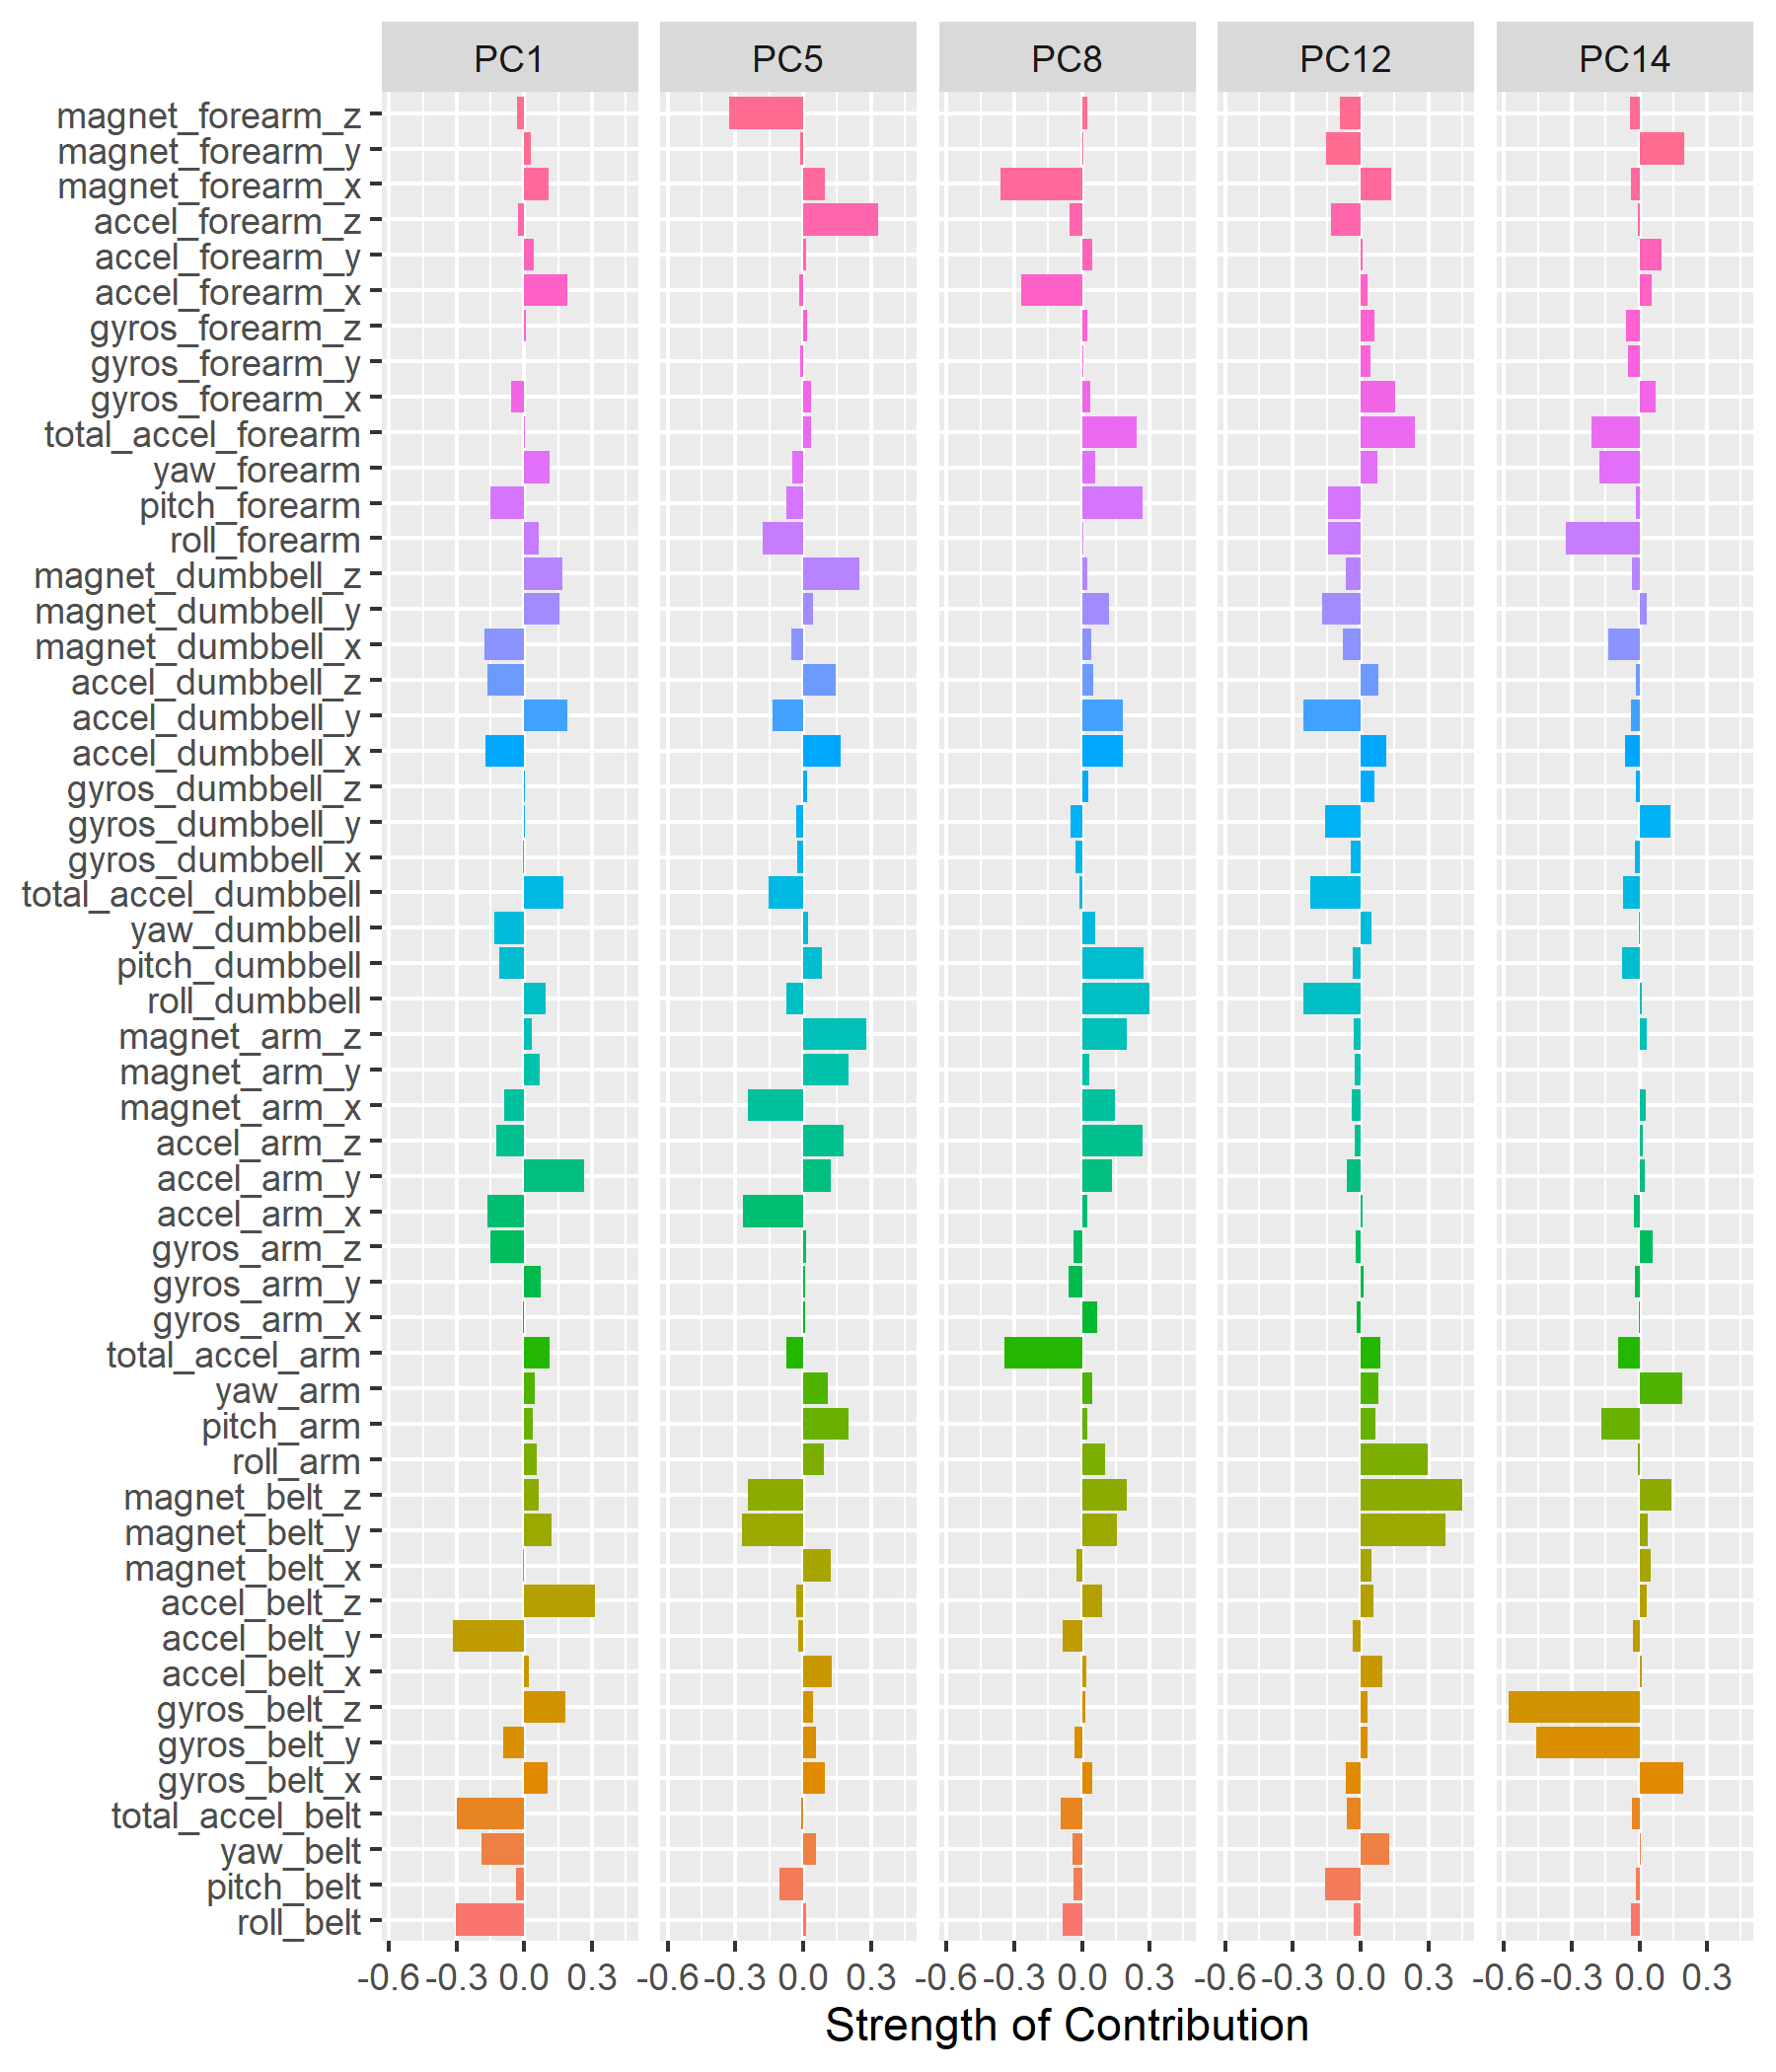 PC1 PC5 PC8 PC12 PC14
magnet_forearm_z
magnet_forearm_y
magnet_forearm_x
accel_forearm_z
accel_forearm_y
accel_forearm_x
gyros_forearm_z
gyros_forearm_y
gyros_forearm_x
total_accel_forearm
yaw_forearm
pitch_forearm
roll_forearm
magnet_dumbbell_z
magnet_dumbbell_y
magnet_dumbbell_x
accel_dumbbell_z
accel_dumbbell_y
accel_dumbbell_x
gyros_dumbbell_z
gyros_dumbbell_y
gyros_dumbbell_x
total_accel_dumbbell
yaw_dumbbell
pitch_dumbbell
roll_dumbbell
magnet_arm_z
magnet_arm_y
magnet_arm_x
accel_arm_z
accel_arm_y
accel_arm_x
gyros_arm_z
gyros_arm_y
gyros_arm_x
total_accel_arm
yaw_arm
pitch_arm
roll_arm
magnet_belt_z
magnet_belt_y
magnet_belt_x
accel_belt_z
accel_belt_y
accel_belt_x
gyros_belt_z
gyros_belt_y
gyros_belt_x
total_accel_belt
yaw_belt
pitch_belt
roll_belt
-0.6 -0.3 0.0 0.3 -0.6 -0.3 0.0 0.3 -0.6 -0.3 0.0 0.3 -0.6 -0.3 0.0 0.3 -0.6 -0.3 0.0 0.3
Strength of Contribution